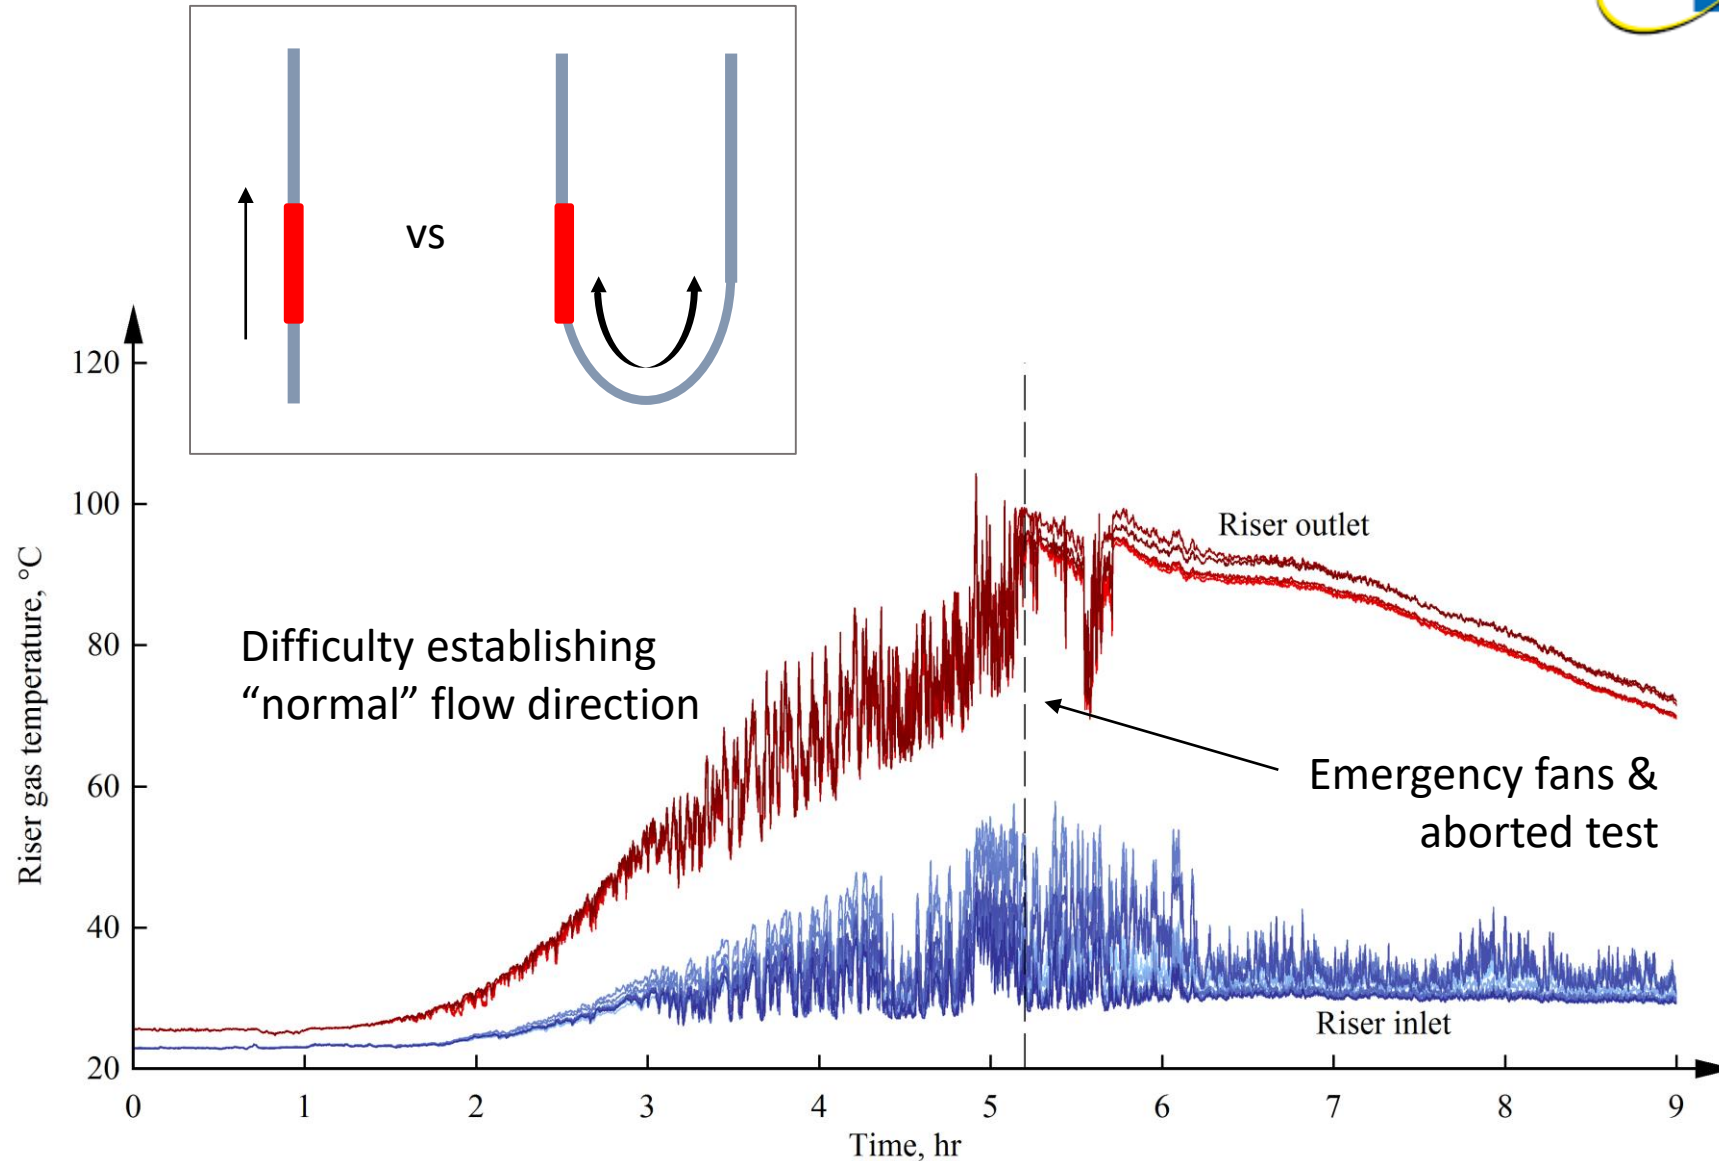 vs
120
100
80
60
40
20
Riser gas temperature, °C
Difficulty establishing
“normal” flow direction
Riser outlet
Emergency fans &
aborted test
Riser inlet
0 1 2 3 4 5 6 7 8 9
Time, hr